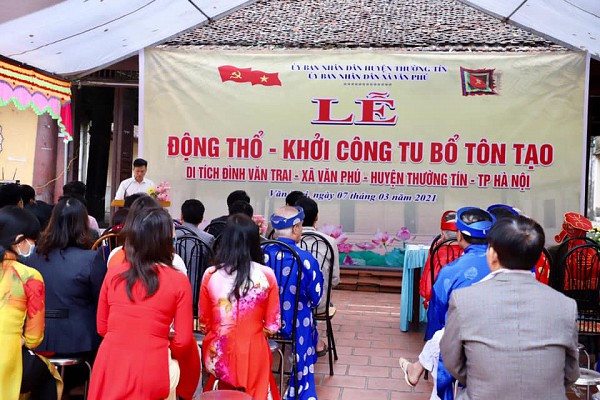 ỦY BAN NHÂN DÂN HUYỆN THƯỜNG TÍN
ỦY BAN NHÂN DÂN XÃ VĂN PHÚ
LỄ
ĐỘNG THỔ - KHỞI CÔNG TU BỔ TÔN TẠO
DI TÍCH ĐÌNH VĂN TRAI - XÃ VĂN PHÚ - HUYỆN THƯỜNG TÍN - TP HÀ NỘI
Văn ngày 07 tháng 03 năm 2021